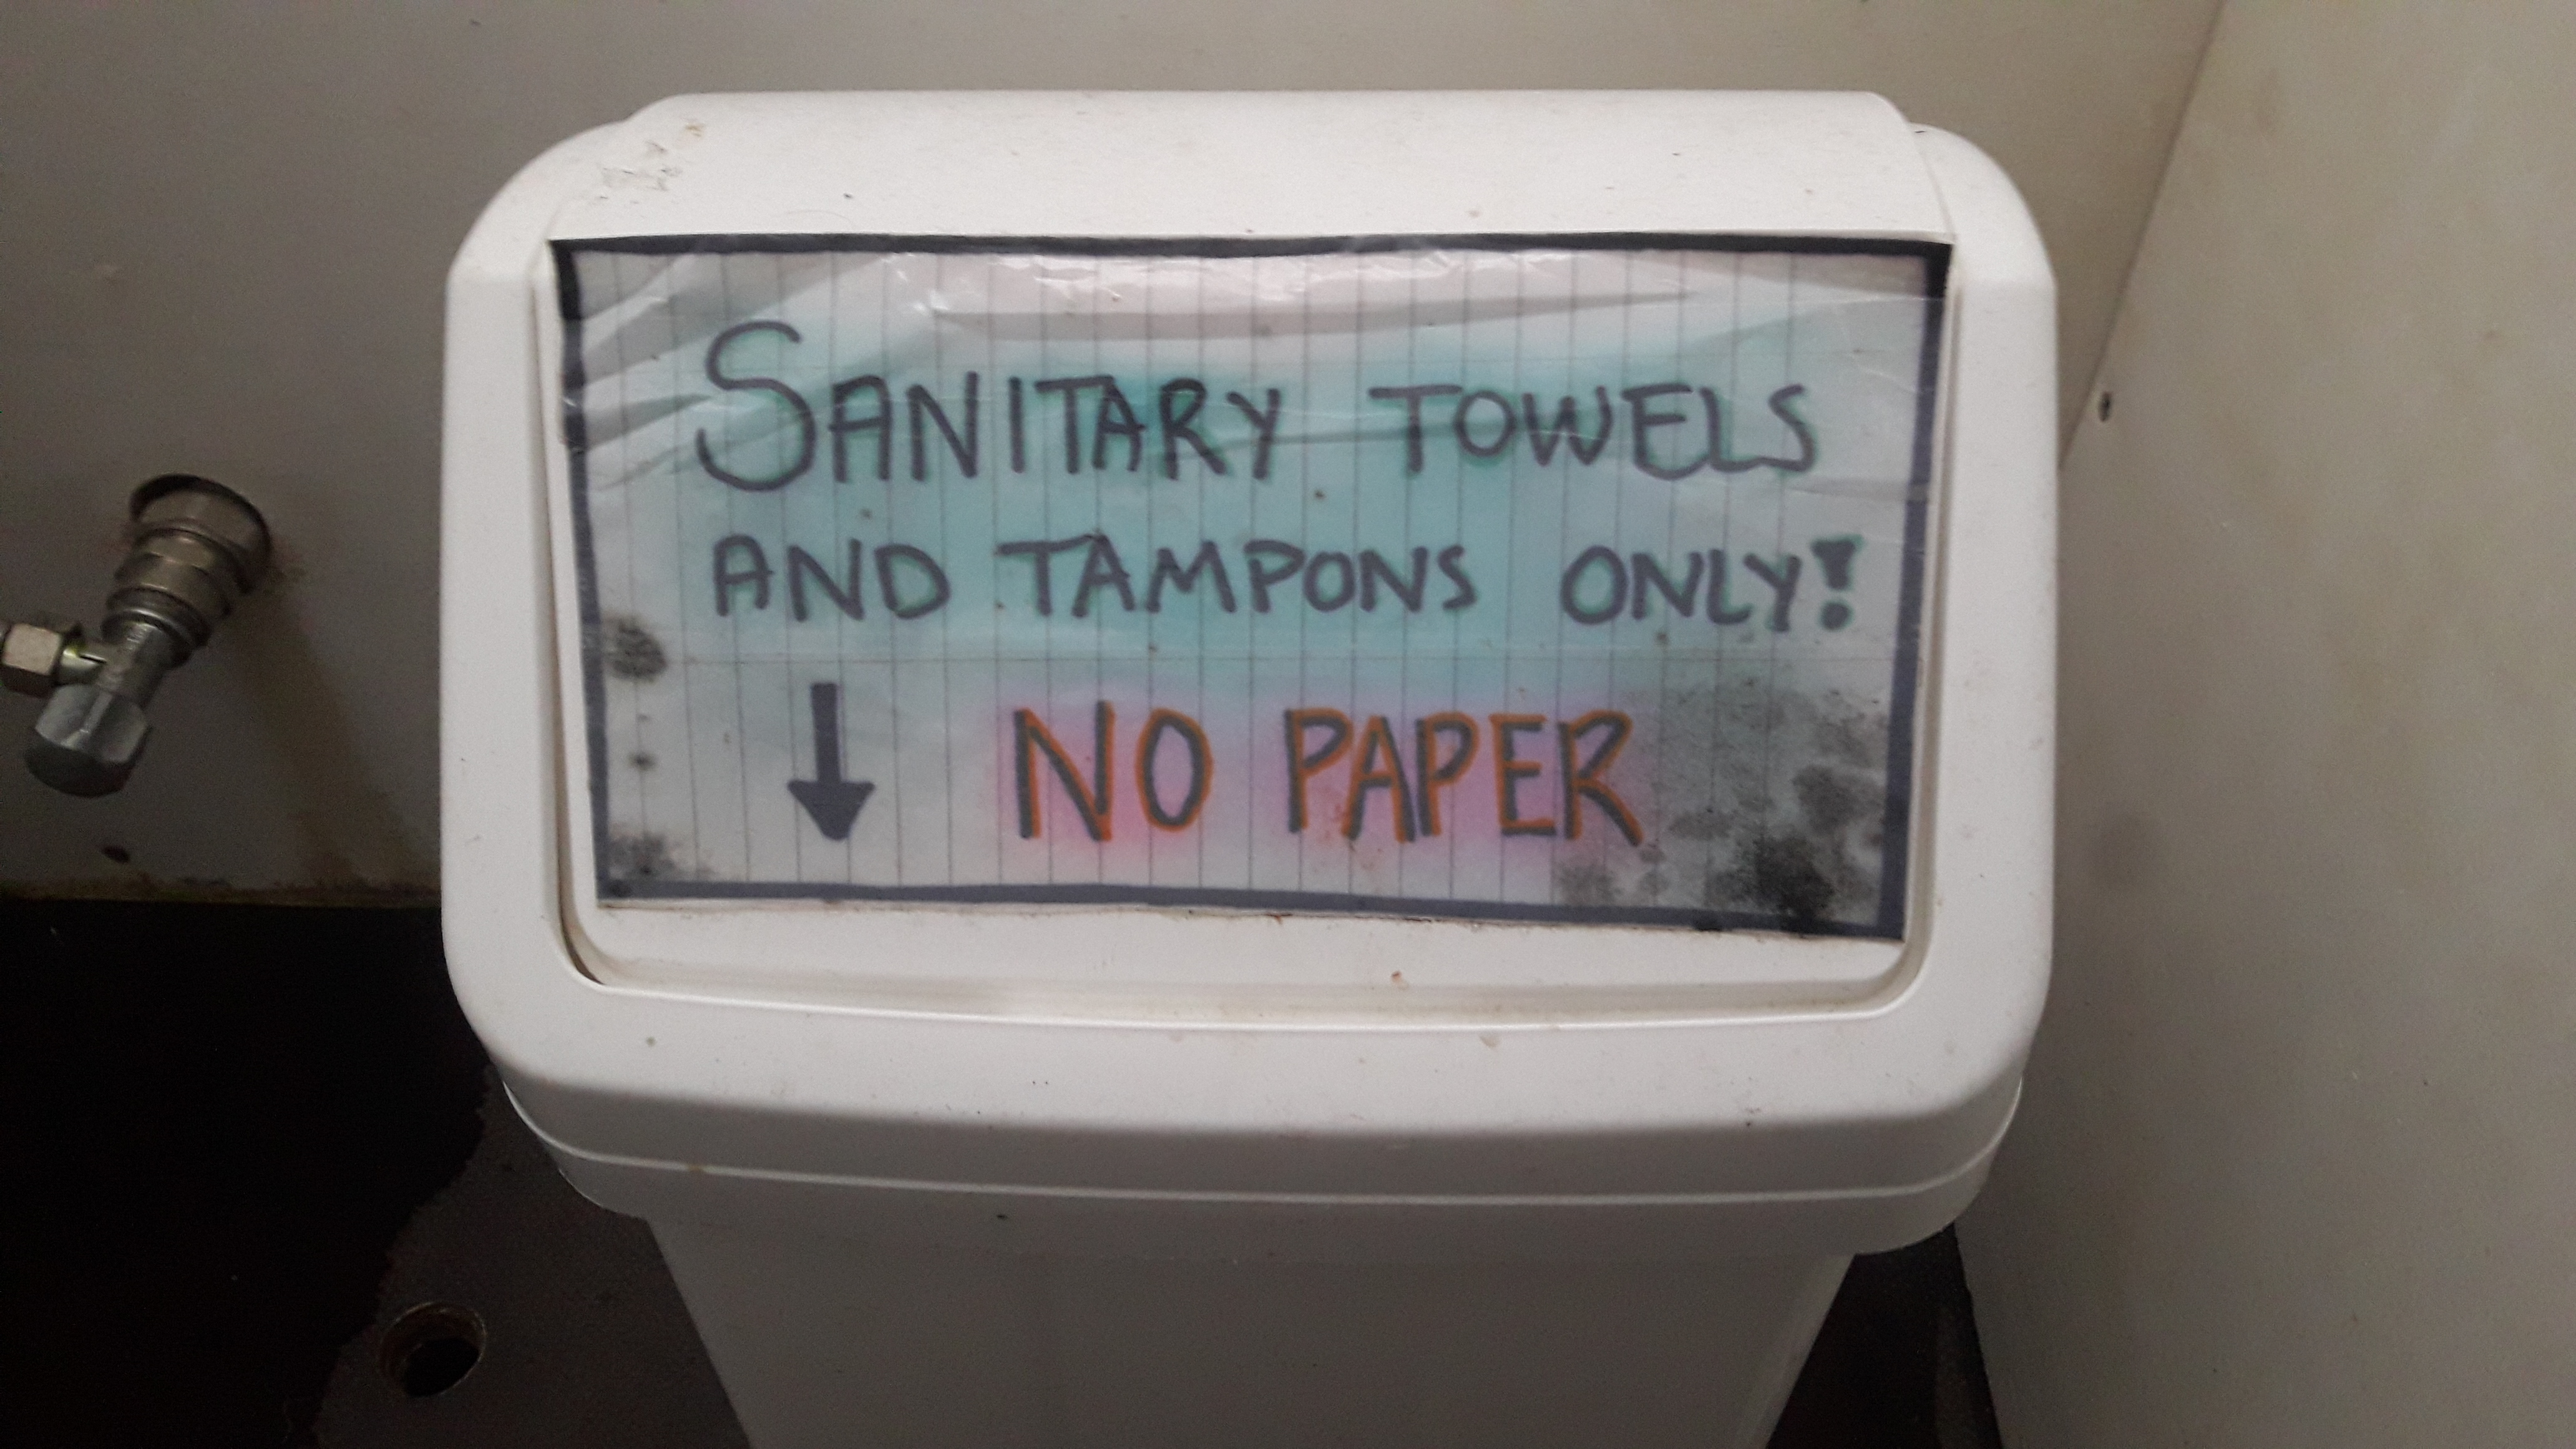 SANITARY TOWELS
AND TAMPONS ONLY!
↓ NO PAPER